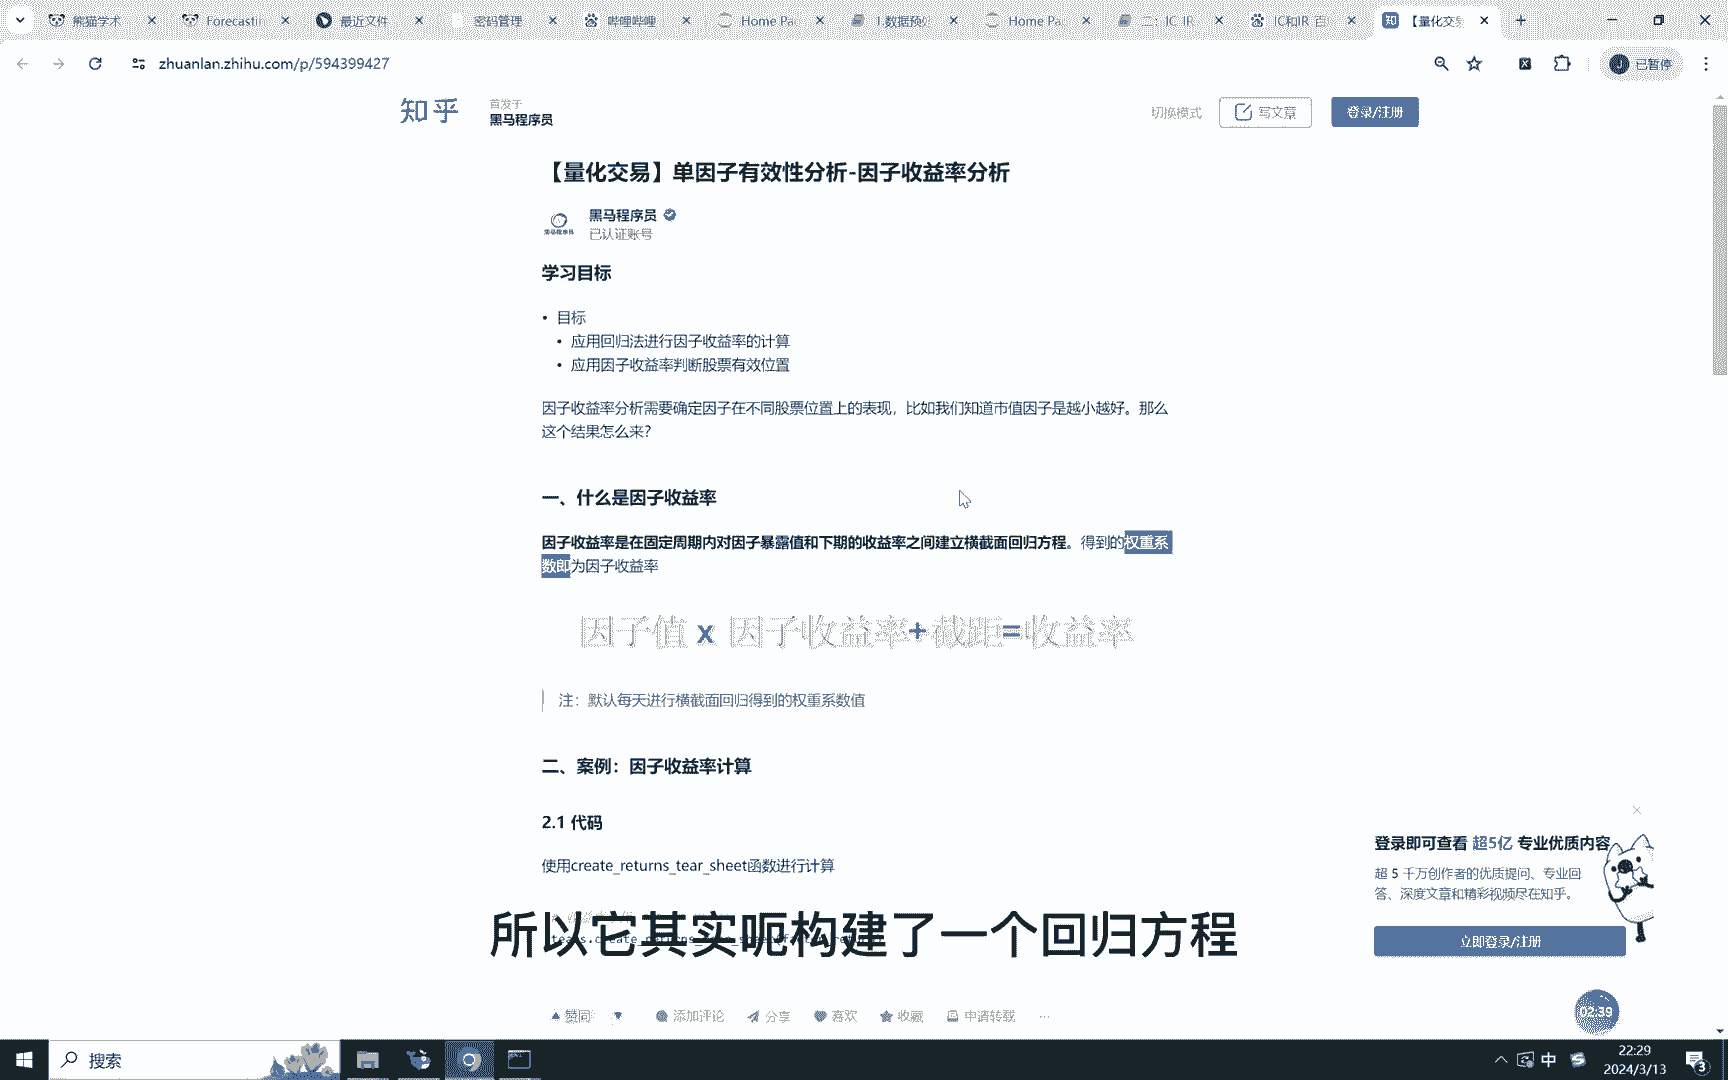 熊猫学术
Forecastin
最近文件
密码管理
哔哩哔哩
Home Pa
1.数据预处
Home Pa
二：IC_IR
IC和IR_百
【量化交易
zhuanlan.zhihu.com/p/594399427
已暂停
知乎
首发于
黑马程序员
切换模式
写文章
登录/注册
【量化交易】单因子有效性分析-因子收益率分析
黑马程序员
已认证账号
学习目标
• 目标
• 应用回归法进行因子收益率的计算
• 应用因子收益率判断股票有效位置
因子收益率分析需要确定因子在不同股票位置上的表现，比如我们知道市值因子是越小越好。那么
这个结果怎么来？
一、什么是因子收益率
因子收益率是在固定周期内对因子暴露值和下期的收益率之间建立横截面回归方程。得到的权重系
数即为因子收益率
因子值 x 因子收益率+截距=收益率
注：默认每天进行横截面回归得到的权重系数值
二、案例：因子收益率计算
2.1 代码
使用create_returns_tear_sheet函数进行计算
登录即可查看 超5亿 专业优质内容
超 5 千万创作者的优质提问、专业回
答、深度文章和精彩视频尽在知乎。
立即登录/注册
所以它其实呃构建了一个回归方程
赞同
添加评论
分享
喜欢
收藏
申请转载
···
02:39
搜索
中
22:29
2024/3/13
3